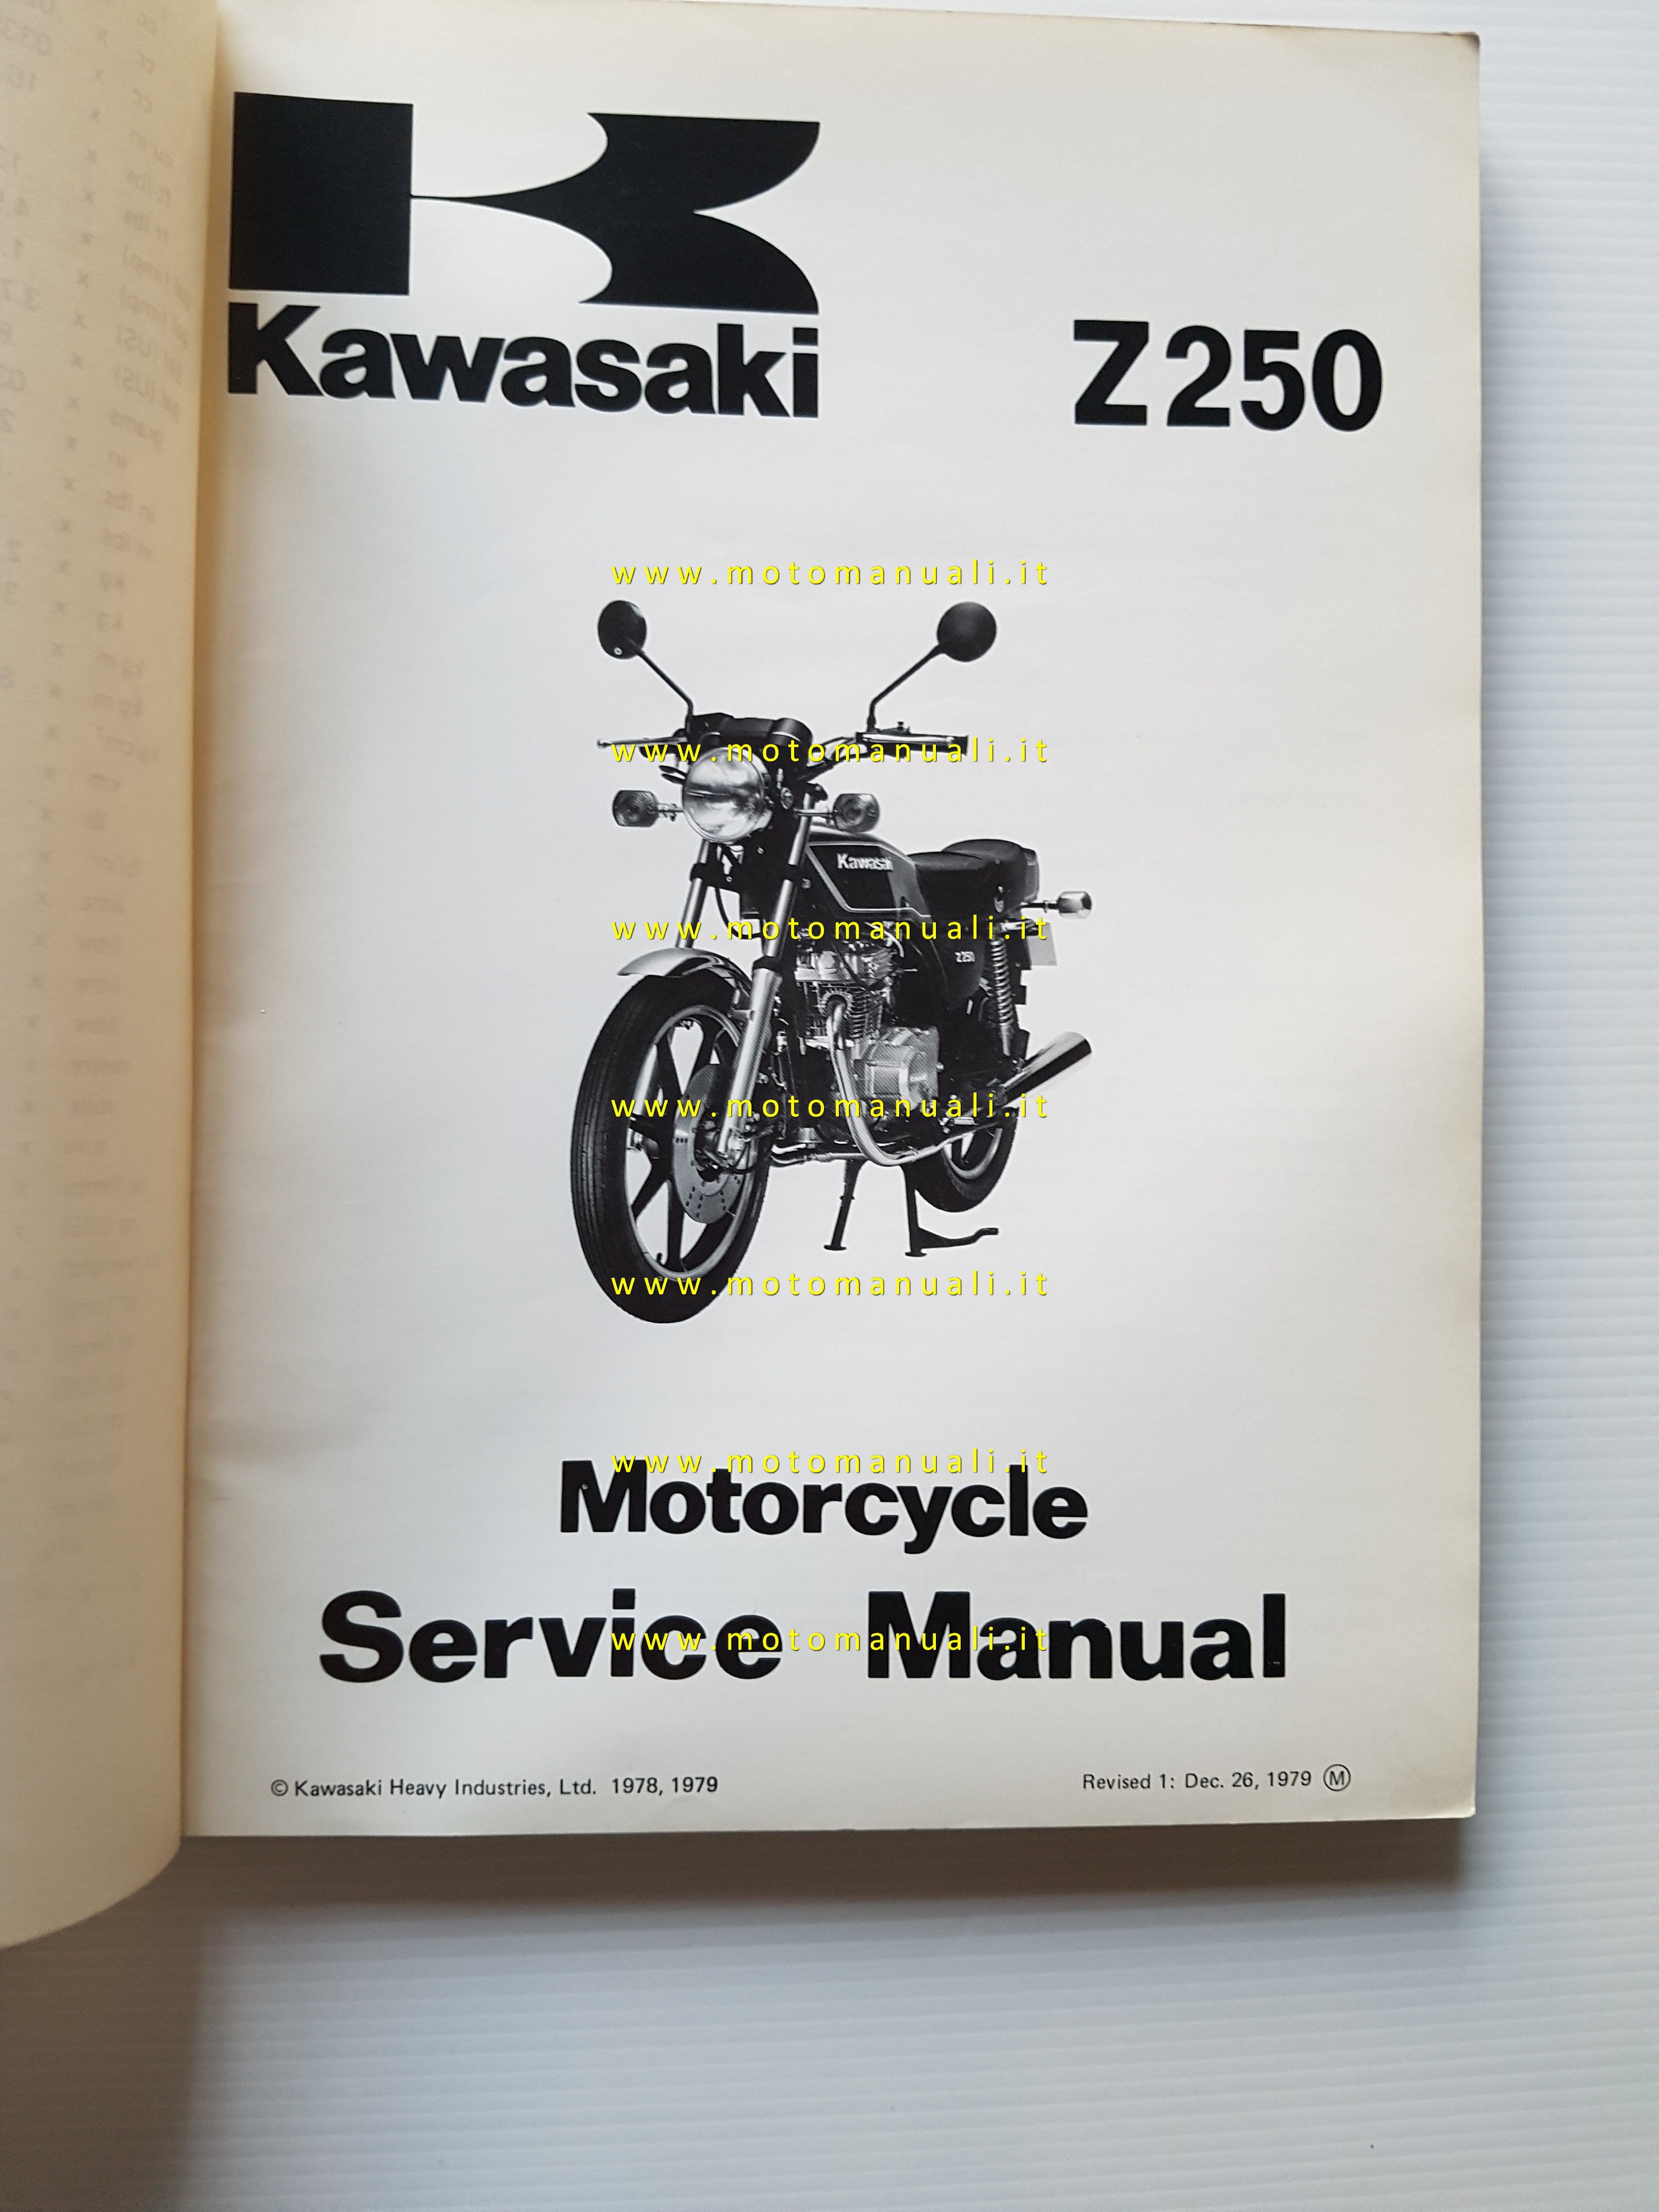 Kawasaki
Z250
www.motomanuali.it
www.motomanuali.it
Kawasaki
www.motomanuali.it
Z250
www.motomanuali.it
www.motomanuali.it
www.motomanuali.it
Motorcycle
Service Manual
www.motomanuali.it
© Kawasaki Heavy Industries, Ltd. 1978, 1979
Revised 1: Dec. 26, 1979 Ⓜ